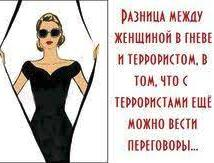 Разница между
женщиной в гневе
и террористом, в
том, что с
террористами ещё
можно вести
переговоры...